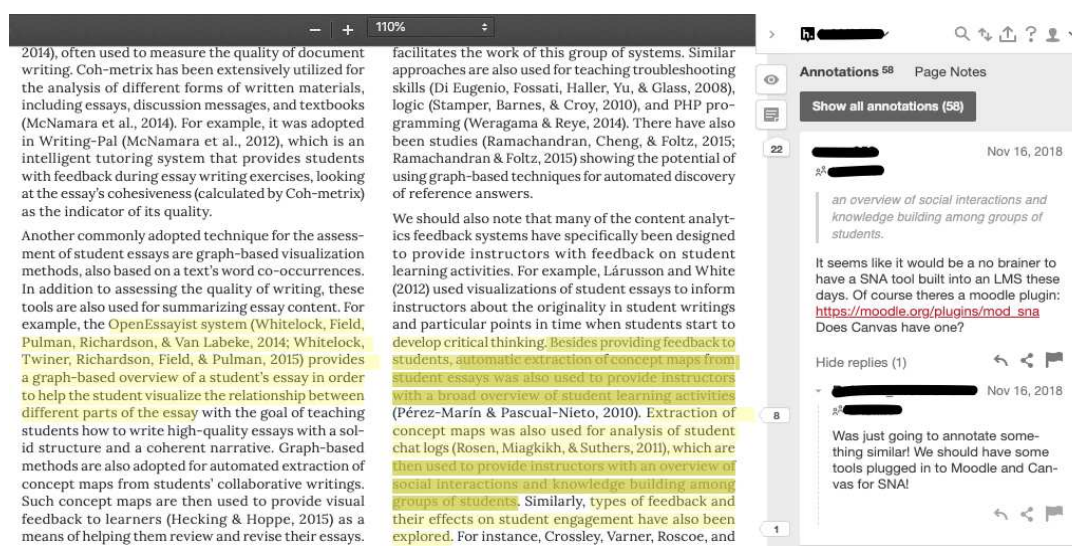 110%
2014), often used to measure the quality of document
writing. Coh-metrix has been extensively utilized for
the analysis of different forms of written materials,
including essays, discussion messages, and textbooks
(McNamara et al., 2014). For example, it was adopted
in Writing-Pal (McNamara et al., 2012), which is an
intelligent tutoring system that provides students
with feedback during essay writing exercises, looking
at the essay's cohesiveness (calculated by Coh-metrix)
as the indicator of its quality.
Another commonly adopted technique for the assess-
ment of student essays are graph-based visualization
methods, also based on a text's word co-occurrences.
In addition to assessing the quality of writing, these
tools are also used for summarizing essay content. For
example, the OpenEssayist system (Whitelock, Field,
Pulman, Richardson, & Van Labeke, 2014; Whitelock,
Twiner, Richardson, Field, & Pulman, 2015) provides
a graph-based overview of a student's essay in order
to help the student visualize the relationship between
different parts of the essay with the goal of teaching
students how to write high-quality essays with a sol-
id structure and a coherent narrative. Graph-based
methods are also adopted for automated extraction of
concept maps from students' collaborative writings.
Such concept maps are then used to provide visual
feedback to learners (Hecking & Hoppe, 2015) as a
means of helping them review and revise their essays.
facilitates the work of this group of systems. Similar
approaches are also used for teaching troubleshooting
skills (Di Eugenio, Fossati, Haller, Yu, & Glass, 2008),
logic (Stamper, Barnes, & Croy, 2010), and PHP pro-
gramming (Weragama & Reye, 2014). There have also
been studies (Ramachandran, Cheng, & Foltz, 2015;
Ramachandran & Foltz, 2015) showing the potential of
using graph-based techniques for automated discovery
of reference answers.
We should also note that many of the content analyt-
ics feedback systems have specifically been designed
to provide instructors with feedback on student
learning activities. For example, Lárusson and White
(2012) used visualizations of student essays to inform
instructors about the originality in student writings
and particular points in time when students start to
develop critical thinking. Besides providing feedback to
students, automatic extraction of concept maps from
student essays was also used to provide instructors
with a broad overview of student learning activities
(Pérez-Marín & Pascual-Nieto, 2010). Extraction of
concept maps was also used for analysis of student
chat logs (Rosen, Miagkikh, & Suthers, 2011), which are
then used to provide instructors with an overview of
social interactions and knowledge building among
groups of students. Similarly, types of feedback and
their effects on student engagement have also been
explored. For instance, Crossley, Varner, Roscoe, and
h.
Annotations 58 Page Notes
Show all annotations (58)
22
Nov 16, 2018
an overview of social interactions and
knowledge building among groups of
students.
It seems like it would be a no brainer to
have a SNA tool built into an LMS these
days. Of course theres a moodle plugin:
https://moodle.org/plugins/mod_sna
Does Canvas have one?
Hide replies (1)
Nov 16, 2018
8
Was just going to annotate some-
thing similar! We should have some
tools plugged in to Moodle and Can-
vas for SNA!
1